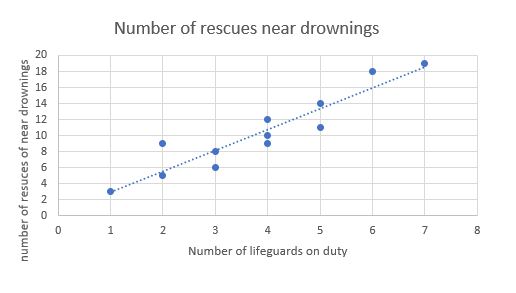 Number of rescues near drownings
number of resuces of near drownings
20
18
16
14
12
10
8
6
4
2
0
0 1 2 3 4 5 6 7 8
Number of lifeguards on duty